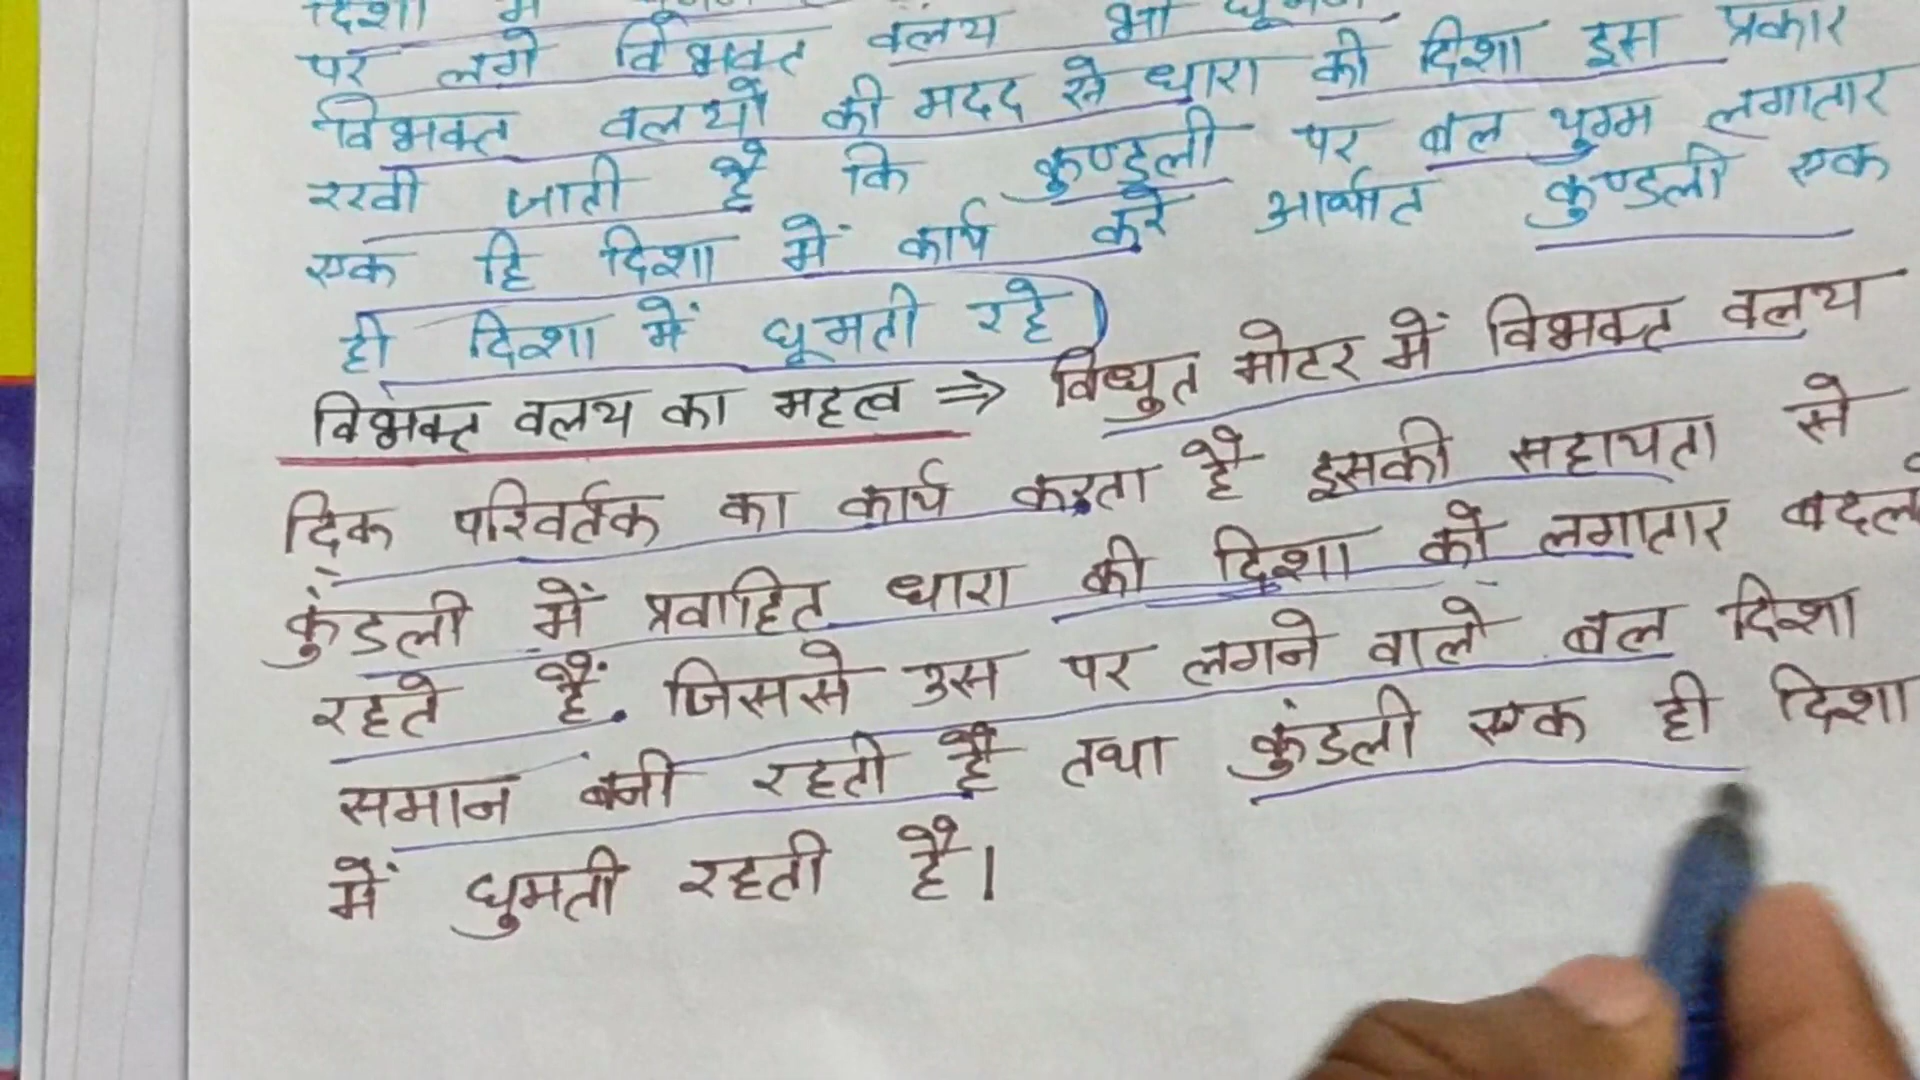 दिशा में
पर लगे विभक्त वलय भी
विभक्त वलयों की मदद से धारा की दिशा इस प्रकार
रखी जाती है कि कुण्डली पर बल युग्म लगातार
एक हि दिशा में कार्य करे अर्थात कुण्डली एक
ही दिशा में घूमती रहे)
विभक्त वलय का महत्व ⇒ विध्युत मोटर में विभक्त वलय
दिक परिवर्तक का कार्य करता है इसकी सहायता से
कुंडली में प्रवाहित धारा की दिशा को लगातार बदल
रहते हैं. जिससे उस पर लगने वाले बल दिशा
समान बनी रहती है तथा कुंडली एक ही दिशा
में घुमती रहती है।